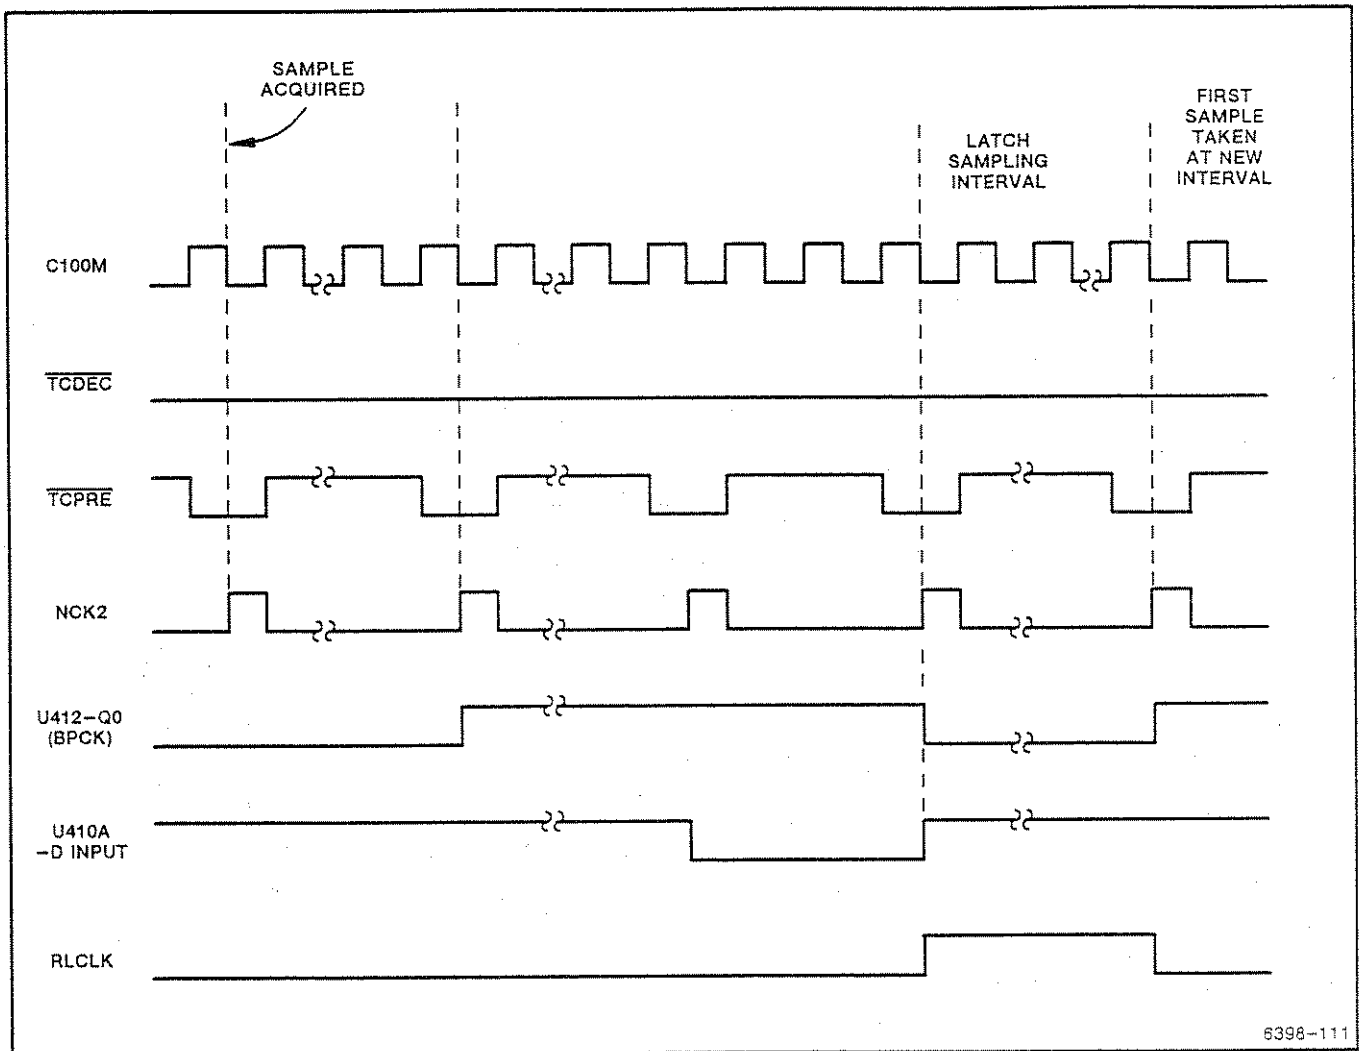 SAMPLE
ACQUIRED
FIRST
SAMPLE
TAKEN
AT NEW
INTERVAL
LATCH
SAMPLING
INTERVAL
C100M
TCDEC
TCPRE
NCK2
U412-Q0
(BPCK)
U410A
-D INPUT
RLCLK
6398-111